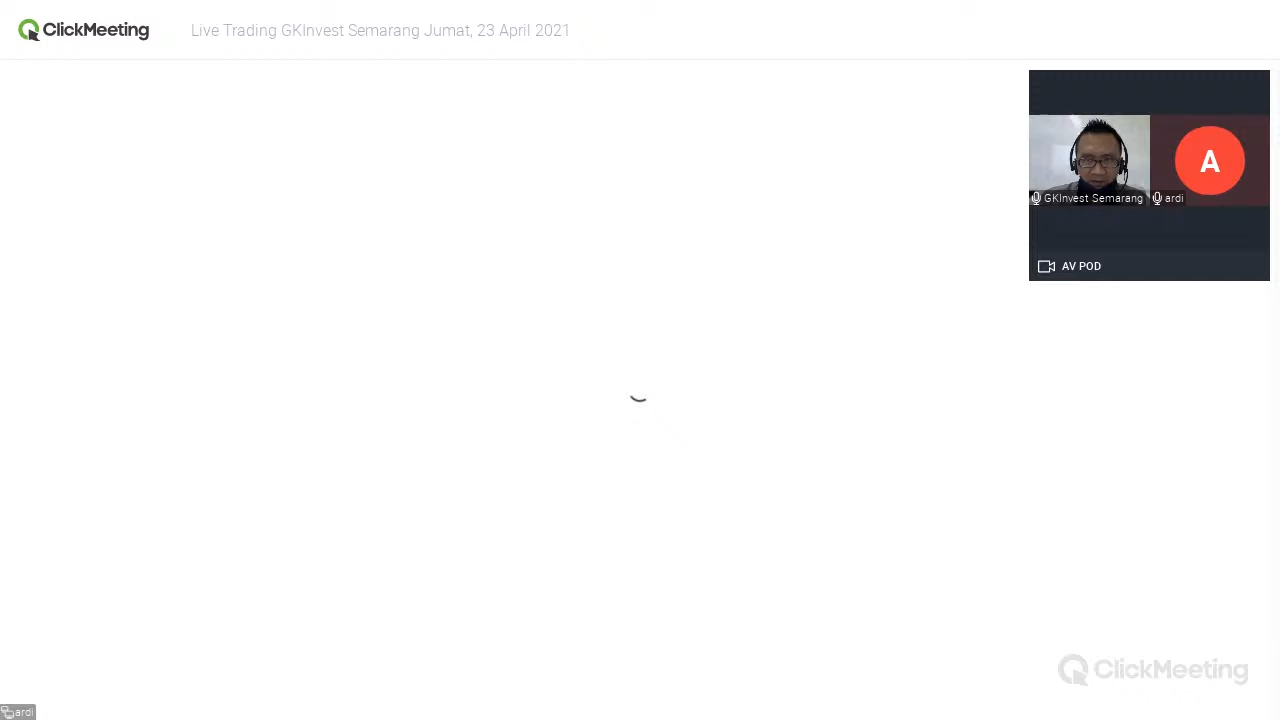 ClickMeeting
Live Trading GKInvest Semarang Jumat, 23 April 2021
A
GKInvest Semarang
ardi
AV POD
ClickMeeting
ardi